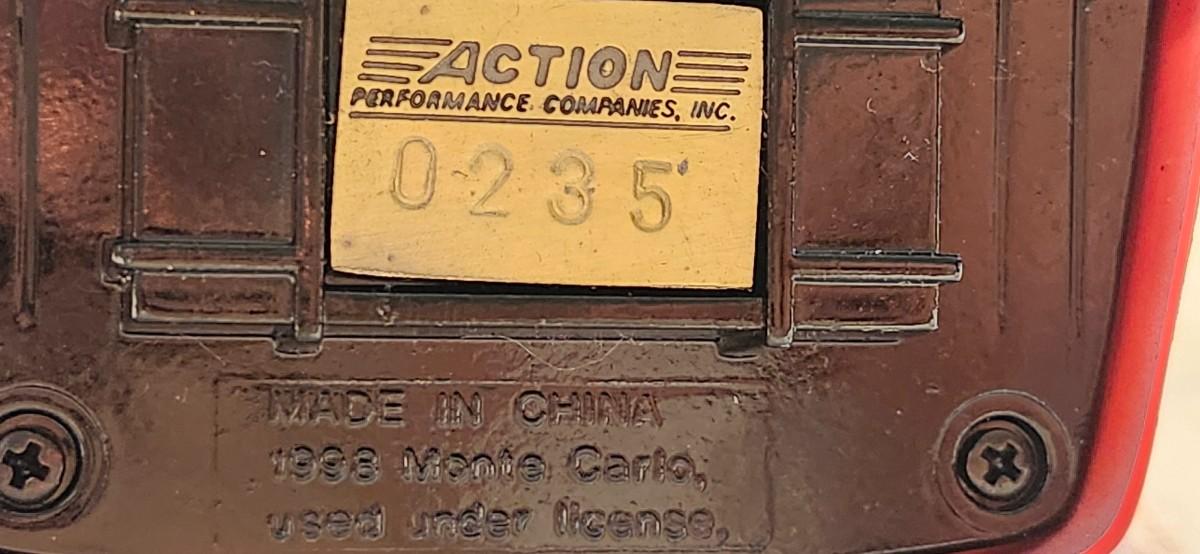 ACTION
PERFORMANCE COMPANIES, INC.
0235
MADE IN CHINA
1998 Monte Carlo,
used under license,